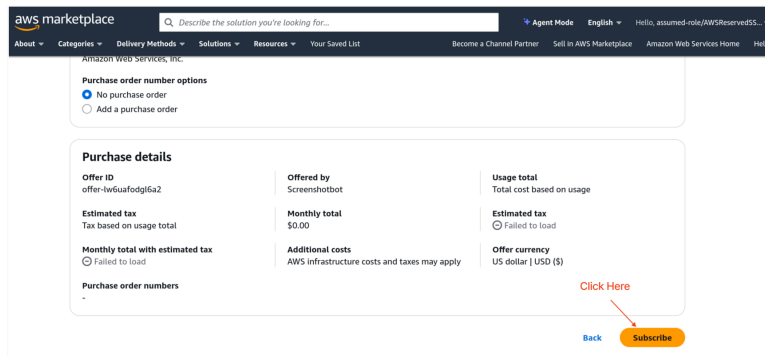 aws marketplace
Describe the solution you're looking for...
Agent Mode
English
Hello, assumed-role/AWSReservedSS...
About
Categories
Delivery Methods
Solutions
Resources
Your Saved List
Become a Channel Partner
Sell in AWS Marketplace
Amazon Web Services Home
Hel
Amazon Web Services, Inc.
Purchase order number options
No purchase order
Add a purchase order
Purchase details
Offer ID
offer-lw6uafodgl6a2
Offered by
Screenshotbot
Usage total
Total cost based on usage
Estimated tax
Tax based on usage total
Monthly total
$0.00
Estimated tax
Failed to load
Monthly total with estimated tax
Failed to load
Additional costs
AWS infrastructure costs and taxes may apply
Offer currency
US dollar | USD ($)
Purchase order numbers
-
Click Here
Back
Subscribe